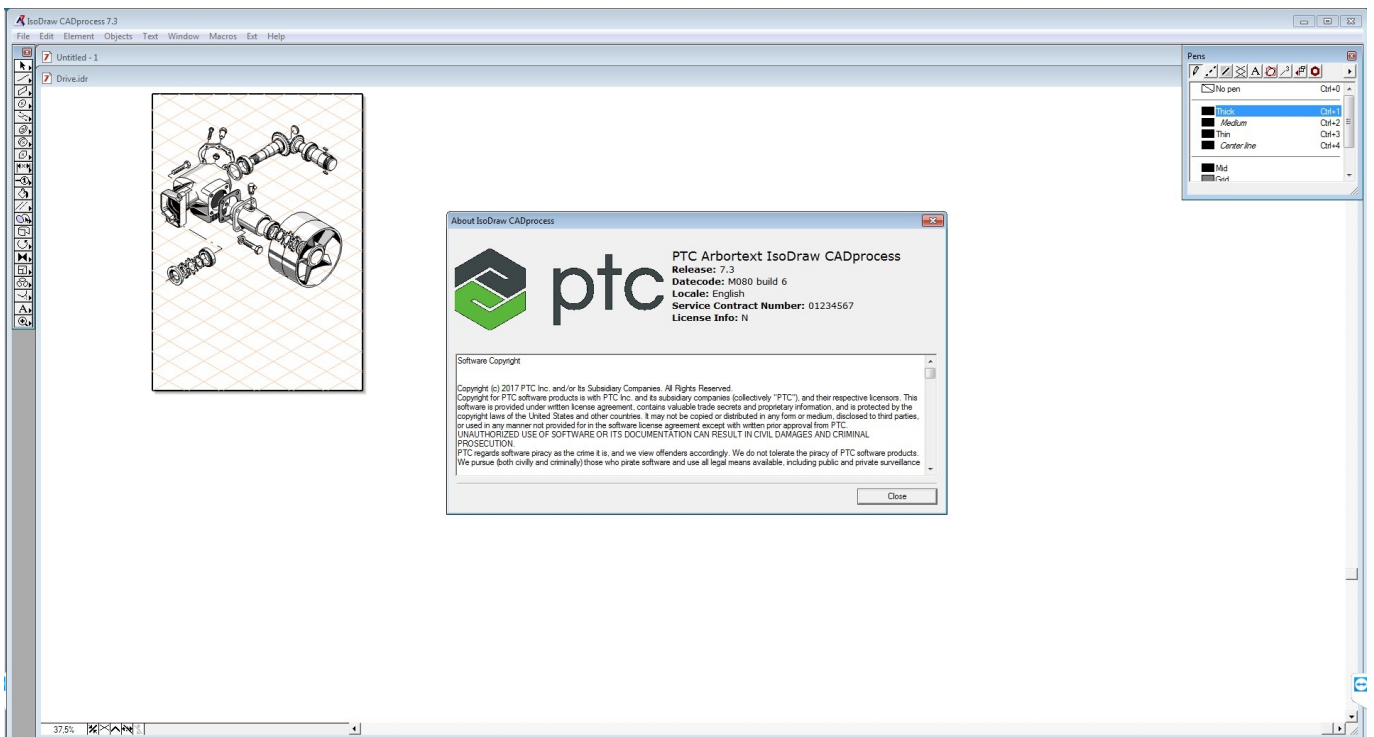 IsoDraw CADprocess 7.3
File Edit Element Objects Text Window Macros Ext Help
Untitled - 1
Drive.idr
Pens
No pen Ctrl+0
Thick Ctrl+1
Medium Ctrl+2
Thin Ctrl+3
Center line Ctrl+4
Mid
Grid
About IsoDraw CADprocess
ptc
PTC Arbortext IsoDraw CADprocess
Release: 7.3
Datecode: M080 build 6
Locale: English
Service Contract Number: 01234567
License Info: N
Software Copyright
Copyright (c) 2017 PTC Inc. and/or Its Subsidiary Companies. All Rights Reserved.
Copyright for PTC software products is with PTC Inc. and its subsidiary companies (collectively "PTC"), and their respective licensors. This
software is provided under written license agreement, contains valuable trade secrets and proprietary information, and is protected by the
copyright laws of the United States and other countries. It may not be copied or distributed in any form or medium, disclosed to third parties,
or used in any manner not provided for in the software license agreement except with written prior approval from PTC.
UNAUTHORIZED USE OF SOFTWARE OR ITS DOCUMENTATION CAN RESULT IN CIVIL DAMAGES AND CRIMINAL
PROSECUTION.
PTC regards software piracy as the crime it is, and we view offenders accordingly. We do not tolerate the piracy of PTC software products.
We pursue (both civilly and criminally) those who pirate software and use all legal means available, including public and private surveillance
Close
37,5%